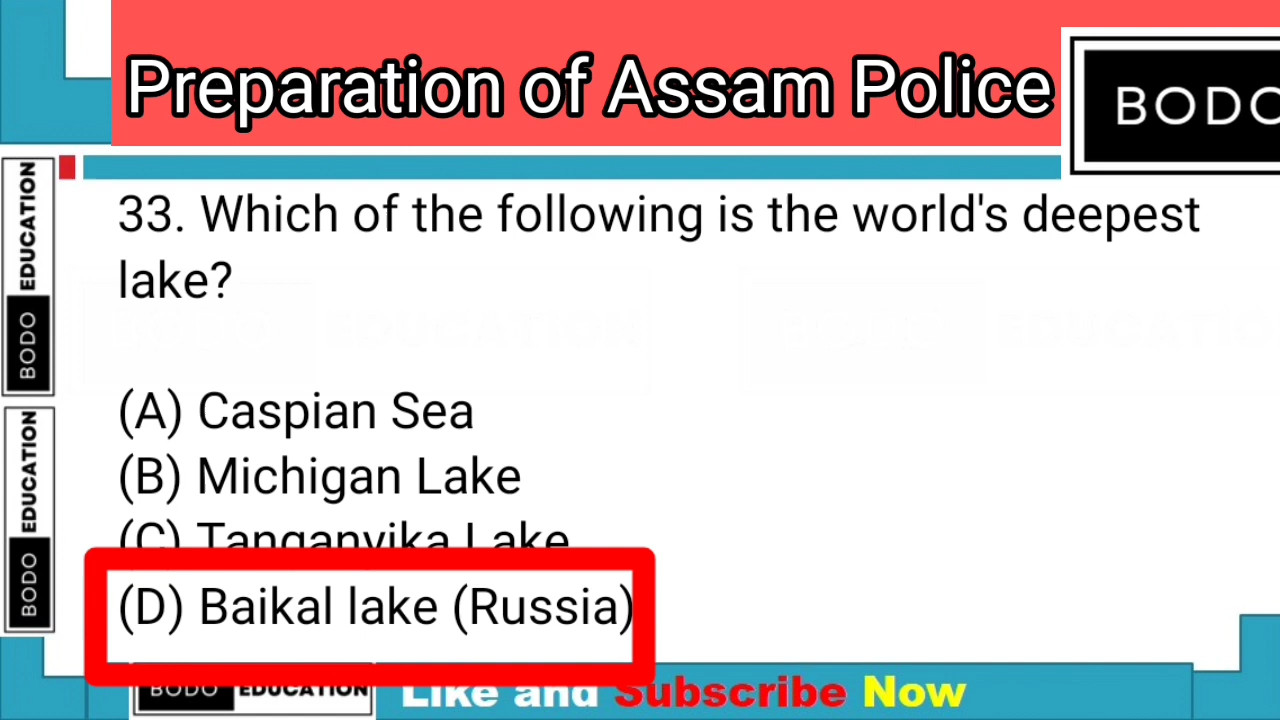 Preparation of Assam Police
BODO
33. Which of the following is the world's deepest
lake?
(A) Caspian Sea
(B) Michigan Lake
(C) Tanganyika Lake
(D) Baikal lake (Russia)
BODO EDUCATION
BODO EDUCATION
BODO EDUCATION Like and Subscribe Now